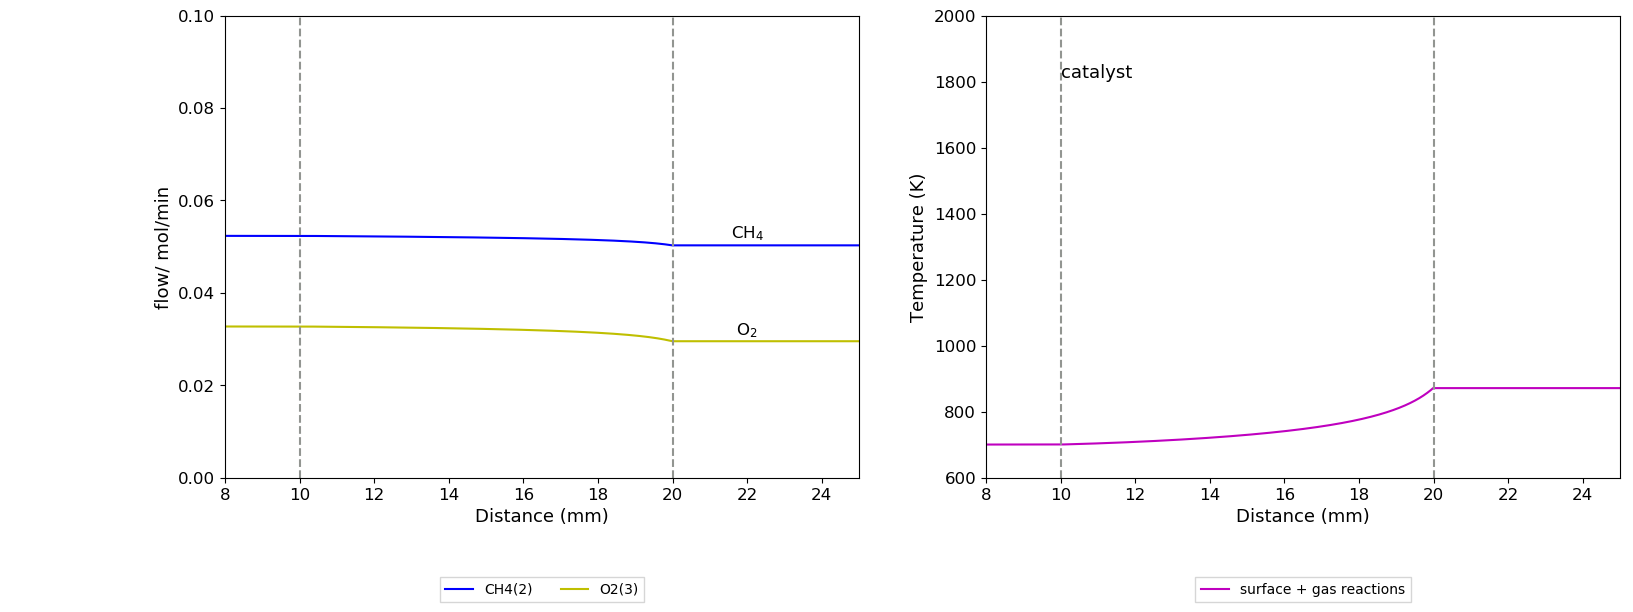 0.10
0.08
0.06
0.04
0.02
0.00
flow/ mol/min
CH₄
O₂
8 10 12 14 16 18 20 22 24
Distance (mm)
CH4(2) O2(3)
2000
1800
1600
1400
1200
1000
800
600
Temperature (K)
catalyst
8 10 12 14 16 18 20 22 24
Distance (mm)
surface + gas reactions